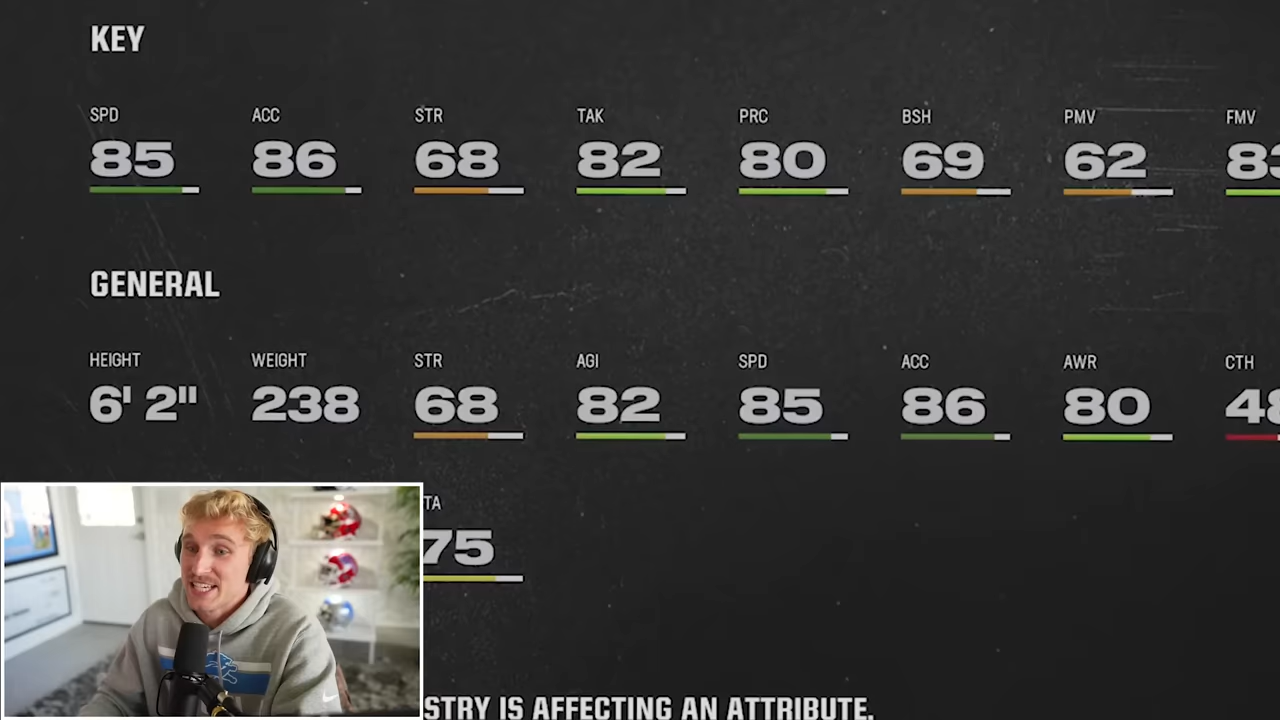 KEY
SPD ACC STR TAK PRC BSH PMV FMV
85 86 68 82 80 69 62 83
GENERAL
HEIGHT WEIGHT STR AGI SPD ACC AWR CTH
6' 2" 238 68 82 85 86 80 48
TA
75
STRY IS AFFECTING AN ATTRIBUTE.